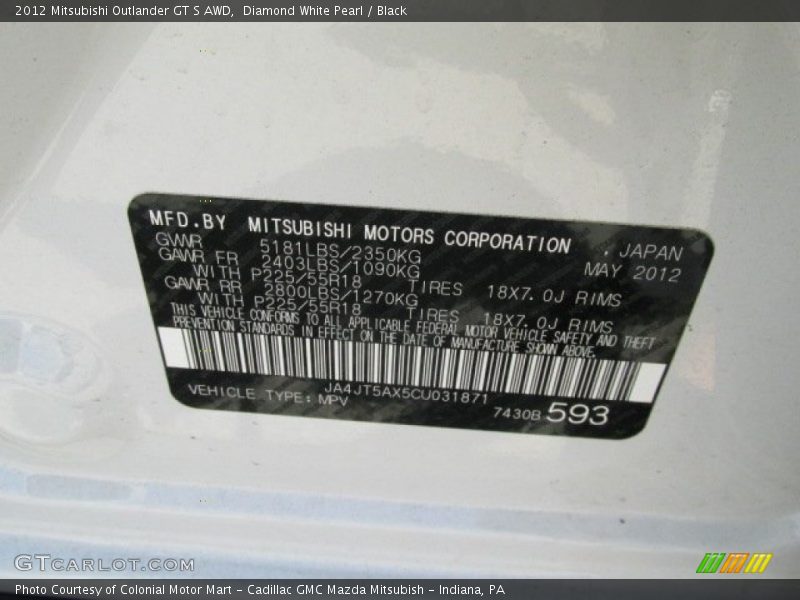 2012 Mitsubishi Outlander GT S AWD,  Diamond White Pearl / Black
MFD.BY MITSUBISHI MOTORS CORPORATION , JAPAN
GVWR 5181LBS/2350KG MAY 2012
GAWR FR 2403LBS/1090KG
WITH P225/55R18 TIRES 18X7.0J RIMS
GAWR RR 2800LBS/1270KG
WITH P225/55R18 TIRES 18X7.0J RIMS
THIS VEHICLE CONFORMS TO ALL APPLICABLE FEDERAL MOTOR VEHICLE SAFETY AND THEFT
PREVENTION STANDARDS IN EFFECT ON THE DATE OF MANUFACTURE SHOWN ABOVE.
JA4JT5AX5CU031871
VEHICLE TYPE: MPV 7430B 593
GTCARLOT.COM
Photo Courtesy of Colonial Motor Mart - Cadillac GMC Mazda Mitsubish - Indiana, PA